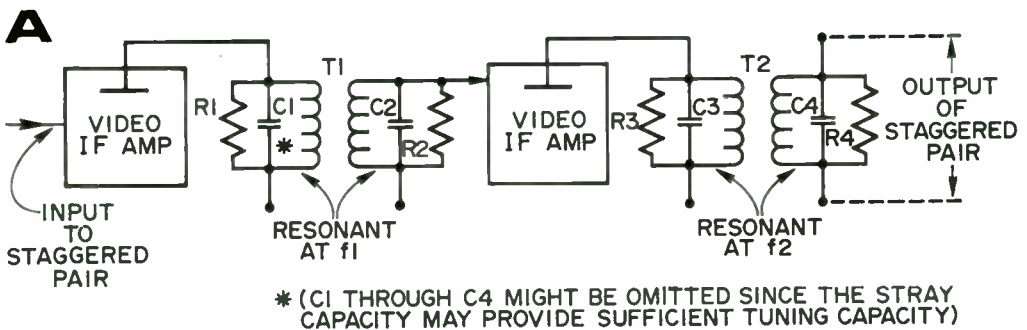 A
VIDEO
IF AMP
INPUT
TO
STAGGERED
PAIR
R1
C1
*
T1
C2
R2
RESONANT
AT f1
VIDEO
IF AMP
R3
C3
T2
C4
R4
RESONANT
AT f2
OUTPUT
OF
STAGGERED
PAIR
* (C1 THROUGH C4 MIGHT BE OMITTED SINCE THE STRAY
CAPACITY MAY PROVIDE SUFFICIENT TUNING CAPACITY)